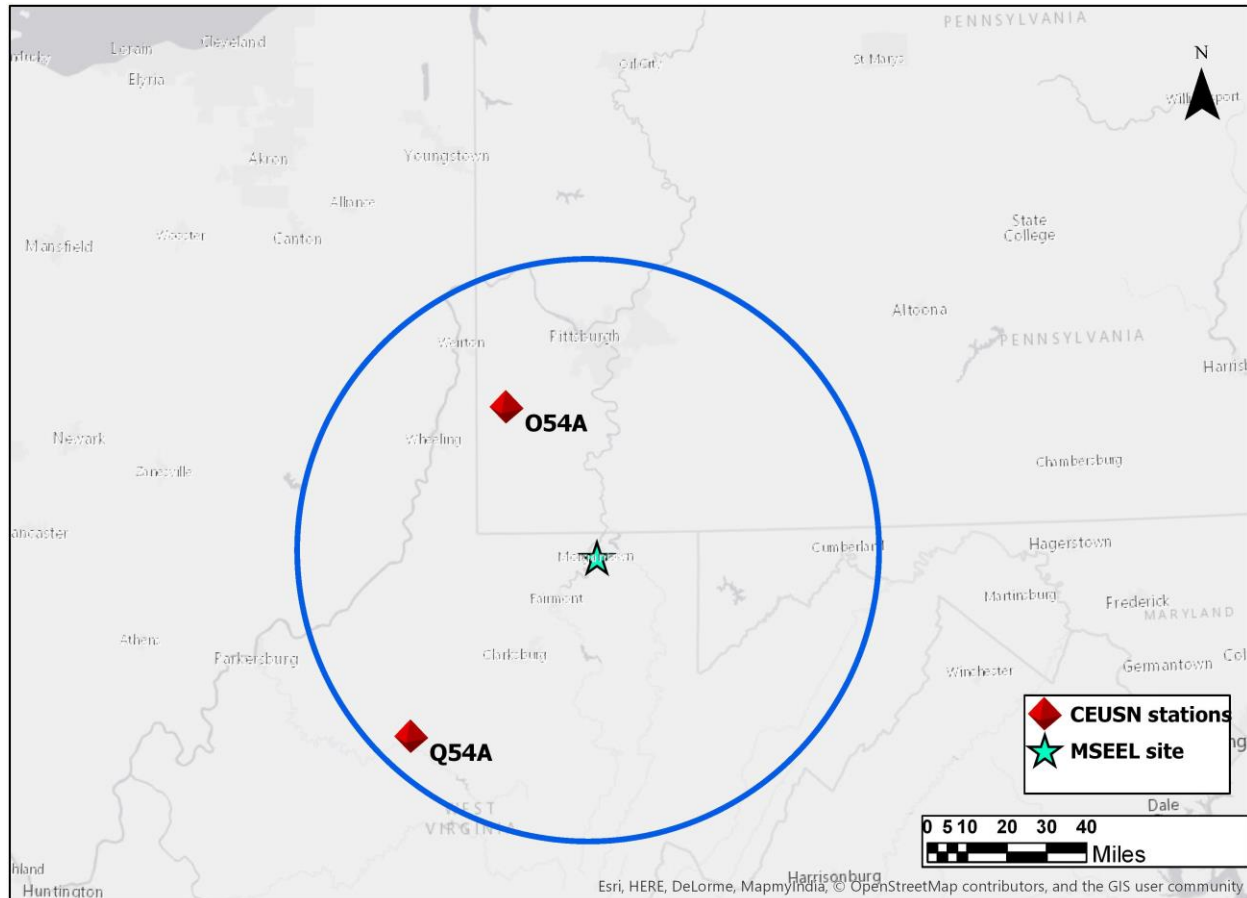 PENNSYLVANIA
Lorain
Cleveland
Elyria
Oil City
St Marys
N
Akron
Youngstown
Alliance
State
College
Mansfield
Wooster
Canton
Altoona
Weirton
Pittsburgh
PENNSYLVANIA
O54A
Newark
Wheeling
Zanesville
Chambersburg
Cumberland
Hagerstown
Fairmont
Martinsburg
Frederick
MARYLAND
Athens
Parkersburg
Clarksburg
Winchester
Germantown
CEUSN stations
Q54A
MSEEL site
WEST
VIRGINIA
Dale
0 5 10 20 30 40
Miles
Harrisonburg
Huntington
Esri, HERE, DeLorme, MapmyIndia, © OpenStreetMap contributors, and the GIS user community